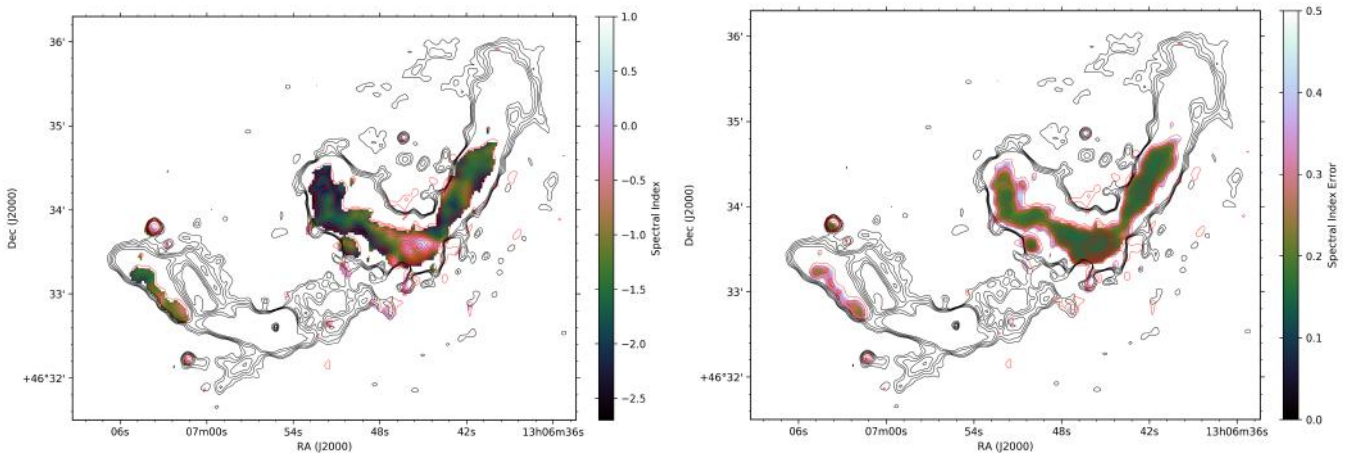 36'
35'
34'
33'
+46°32'
Dec (J2000)
06s
07m00s
54s
48s
42s
13h06m36s
RA (J2000)
1.0
0.5
0.0
−0.5
−1.0
−1.5
−2.0
−2.5
Spectral Index
36'
35'
34'
33'
+46°32'
Dec (J2000)
06s
07m00s
54s
48s
42s
13h06m36s
RA (J2000)
0.5
0.4
0.3
0.2
0.1
0.0
Spectral Index Error